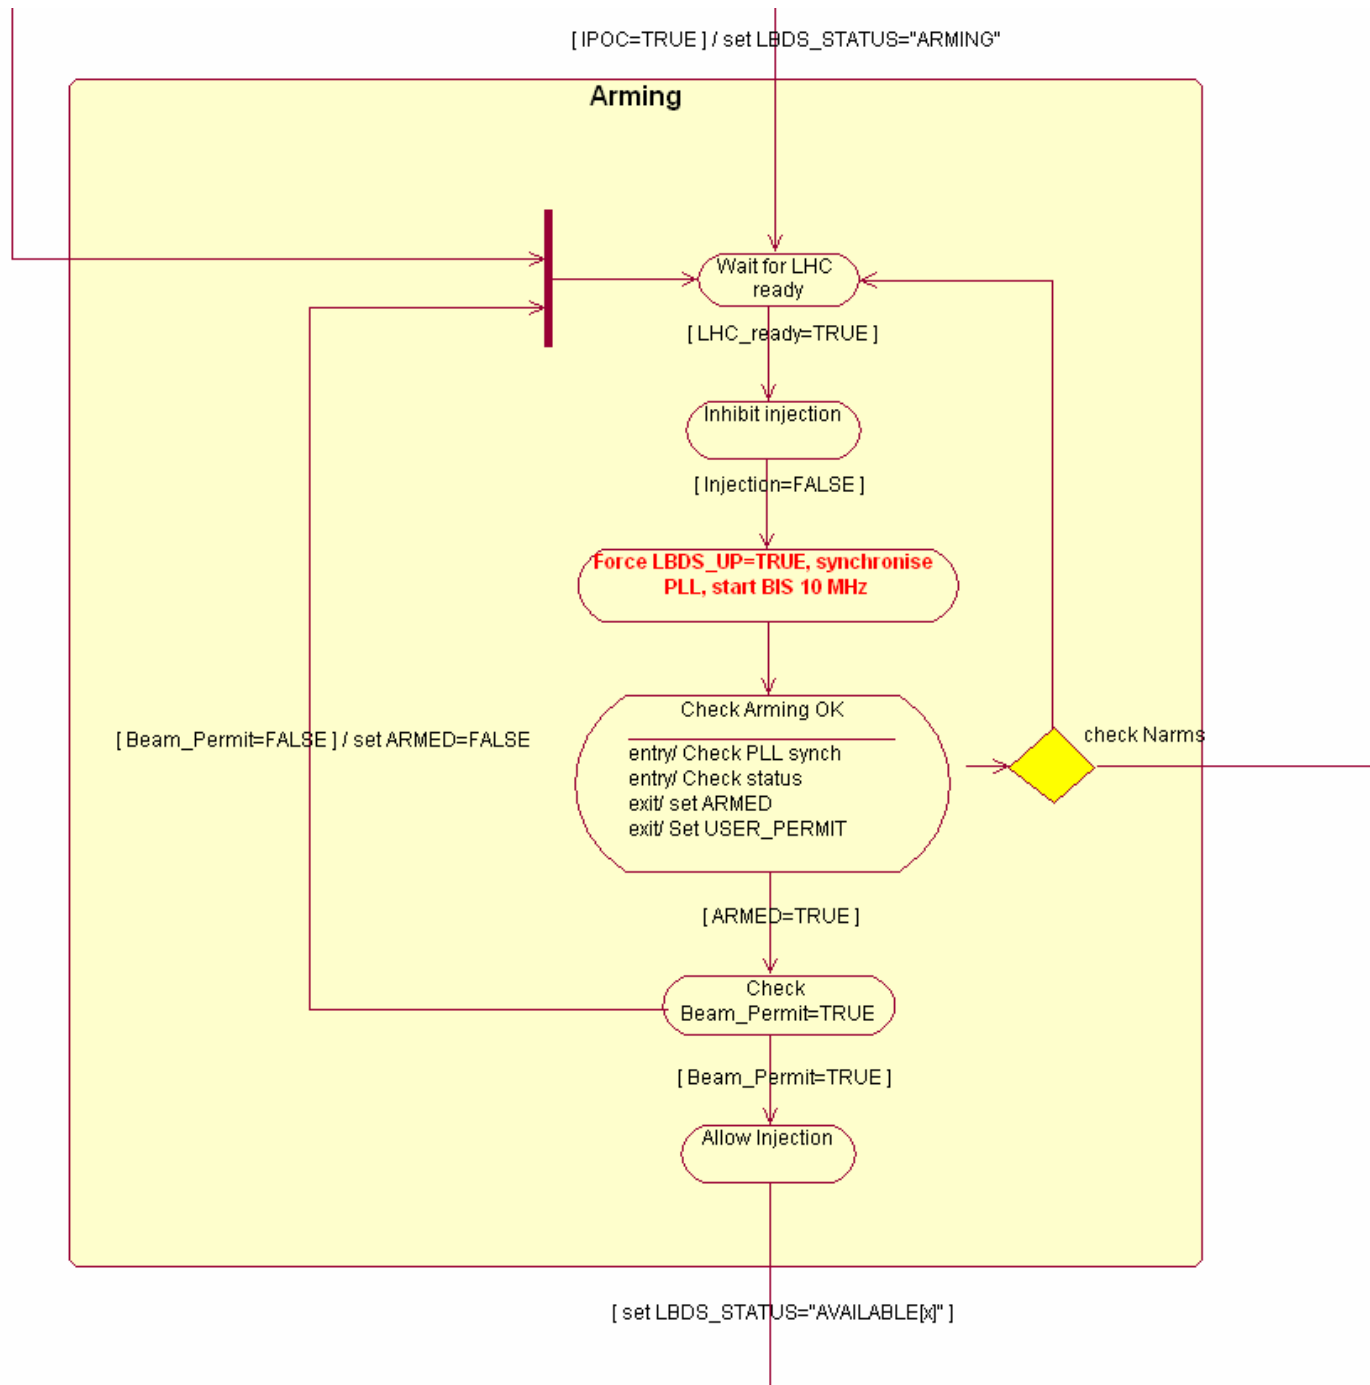 [ IPOC=TRUE ] / set LBDS_STATUS="ARMING"
Arming
Wait for LHC
ready
[ LHC_ready=TRUE ]
Inhibit injection
[ Injection=FALSE ]
Force LBDS_UP=TRUE, synchronise
PLL, start BIS 10 MHz
Check Arming OK
check Narms
[ Beam_Permit=FALSE ] / set ARMED=FALSE
entry/ Check PLL synch
entry/ Check status
exit/ set ARMED
exit/ Set USER_PERMIT
[ ARMED=TRUE ]
Check
Beam_Permit=TRUE
[ Beam_Permit=TRUE ]
Allow Injection
[ set LBDS_STATUS="AVAILABLE[x]" ]